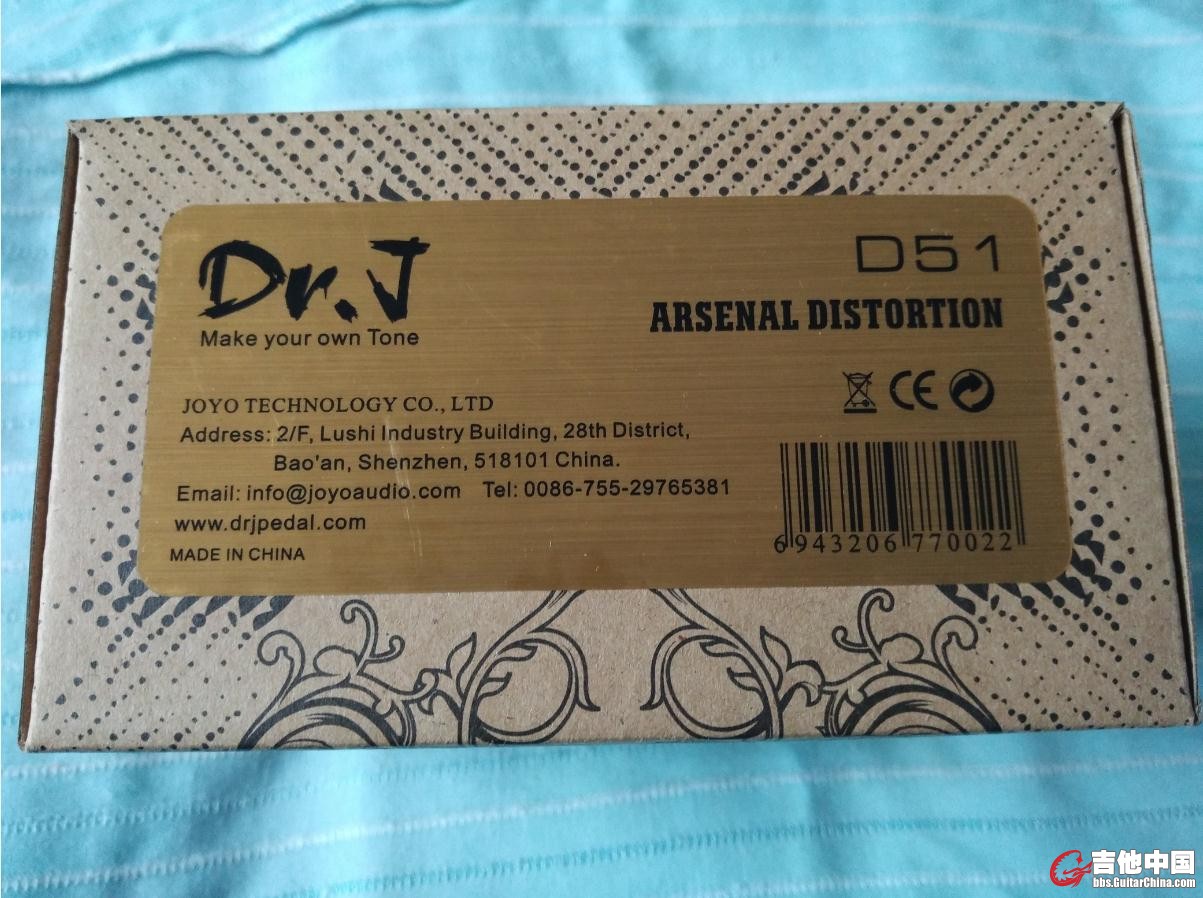 Dr.J
Make your own Tone
D51
ARSENAL DISTORTION
CE
JOYO TECHNOLOGY CO., LTD
Address: 2/F, Lushi Industry Building, 28th District,
Bao'an, Shenzhen, 518101 China.
Email: info@joyoaudio.com Tel: 0086-755-29765381
www.drjpedal.com
MADE IN CHINA
6 943206 770022
吉他中国
bbs.GuitarChina.com